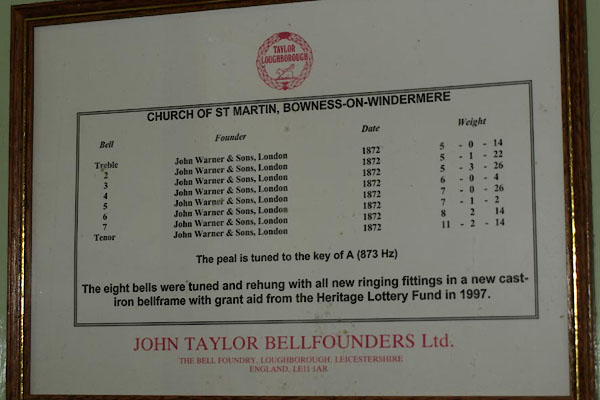 TAYLOR
LOUGHBOROUGH
CHURCH OF ST MARTIN, BOWNESS-ON-WINDERMERE
Bell Founder Date Weight
Treble John Warner & Sons, London 1872 5 - 0 - 14
2 John Warner & Sons, London 1872 5 - 1 - 22
3 John Warner & Sons, London 1872 5 - 3 - 26
4 John Warner & Sons, London 1872 6 - 0 - 4
5 John Warner & Sons, London 1872 7 - 0 - 26
6 John Warner & Sons, London 1872 7 - 1 - 2
7 John Warner & Sons, London 1872 8 2 14
Tenor John Warner & Sons, London 1872 11 - 2 - 14
The peal is tuned to the key of A (873 Hz)
The eight bells were tuned and rehung with all new ringing fittings in a new cast-
iron bellframe with grant aid from the Heritage Lottery Fund in 1997.
JOHN TAYLOR BELLFOUNDERS Ltd.
THE BELL FOUNDRY, LOUGHBOROUGH, LEICESTERSHIRE
ENGLAND, LE11 1AR